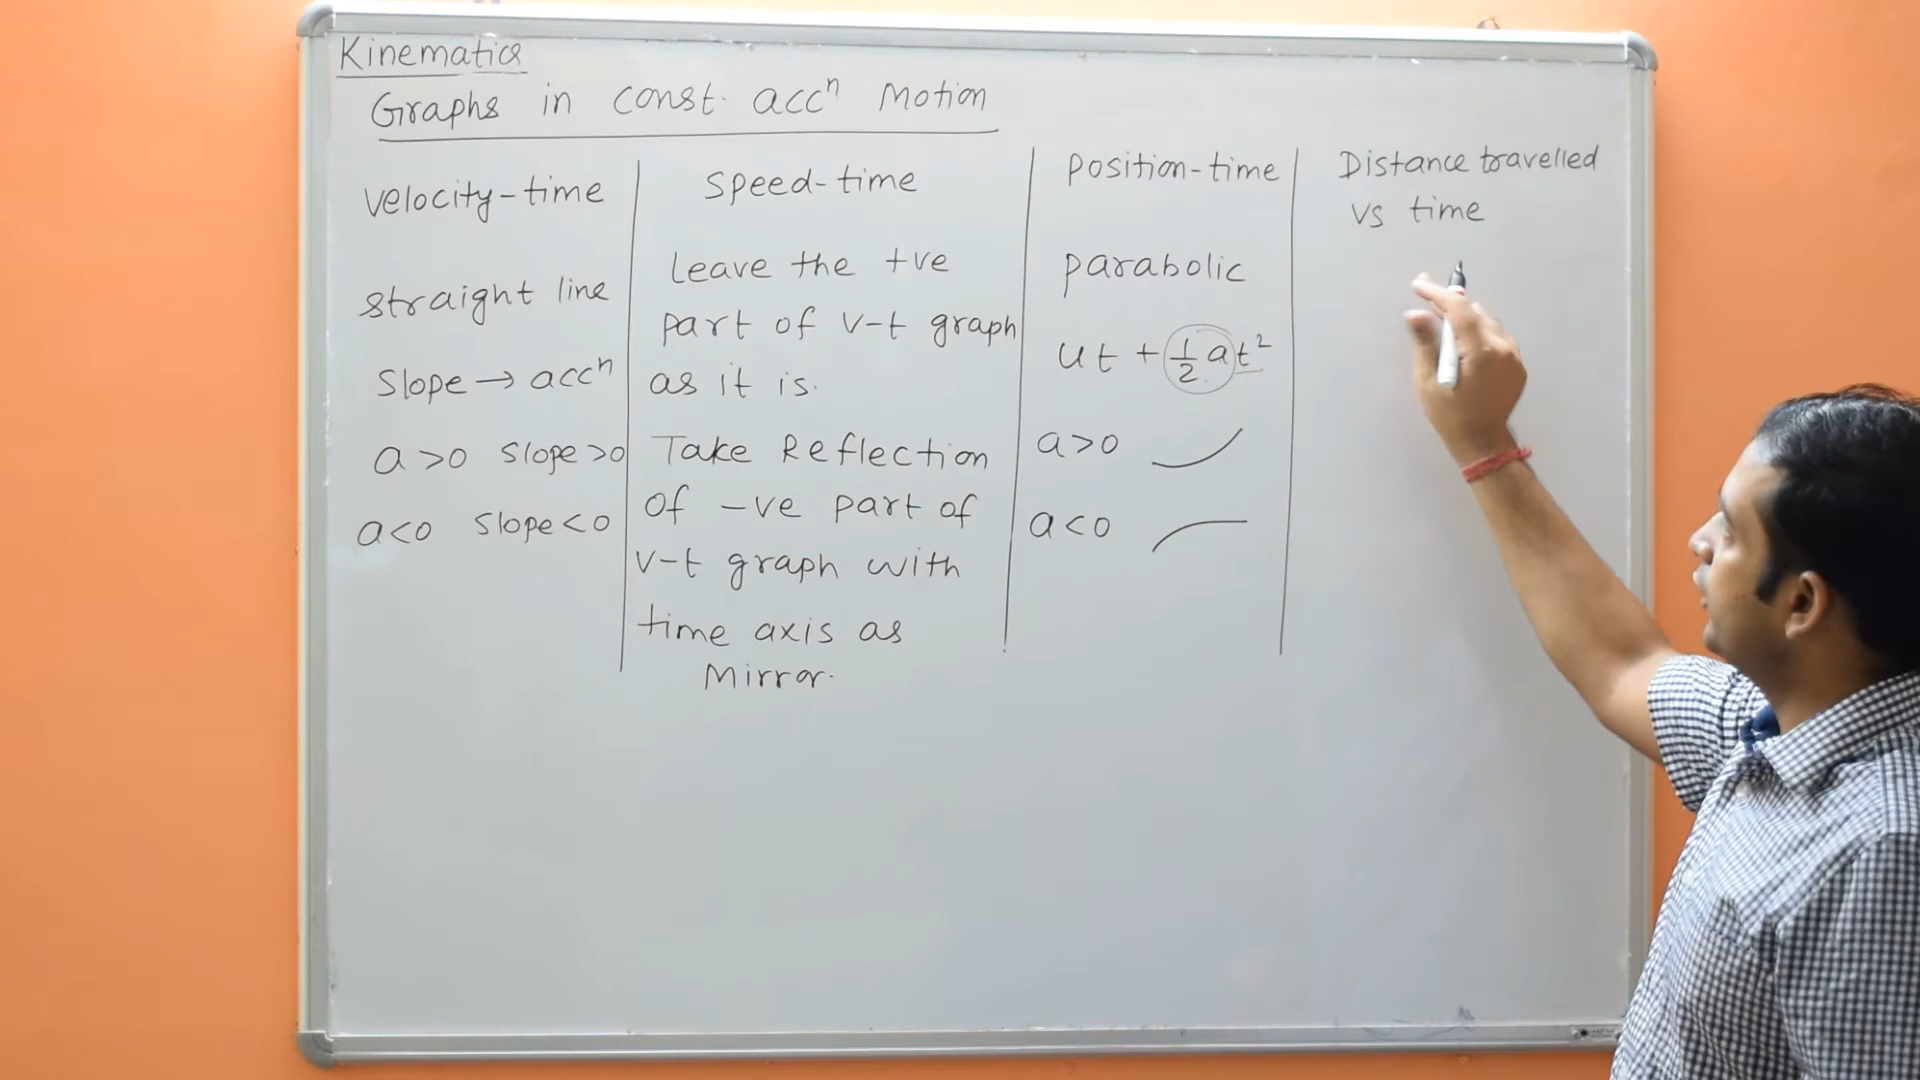 Kinematics
Graphs in const. accⁿ Motion
velocity-time
straight line
slope → accⁿ
a>0 slope>0
a<0 slope<0
speed-time
leave the +ve
part of v-t graph
as it is.
Take Reflection
of -ve part of
v-t graph with
time axis as
Mirror.
position-time
parabolic
ut + ½at²
a>0
a<0
Distance travelled
vs time